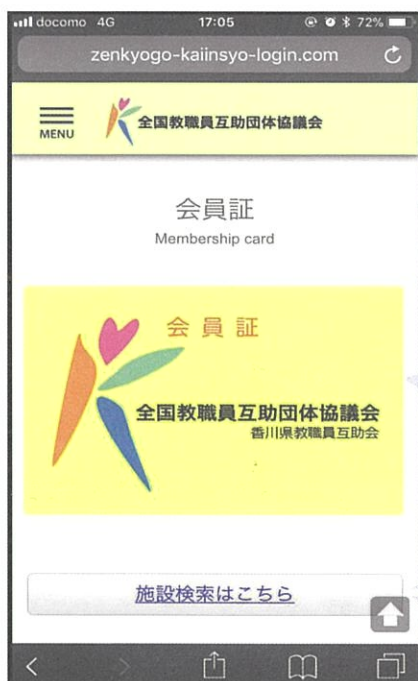 docomo 4G 17:05 72%
zenkyogo-kaiinsyo-login.com
MENU
全国教職員互助団体協議会
会員証
Membership card
会員証
全国教職員互助団体協議会
香川県教職員互助会
施設検索はこちら